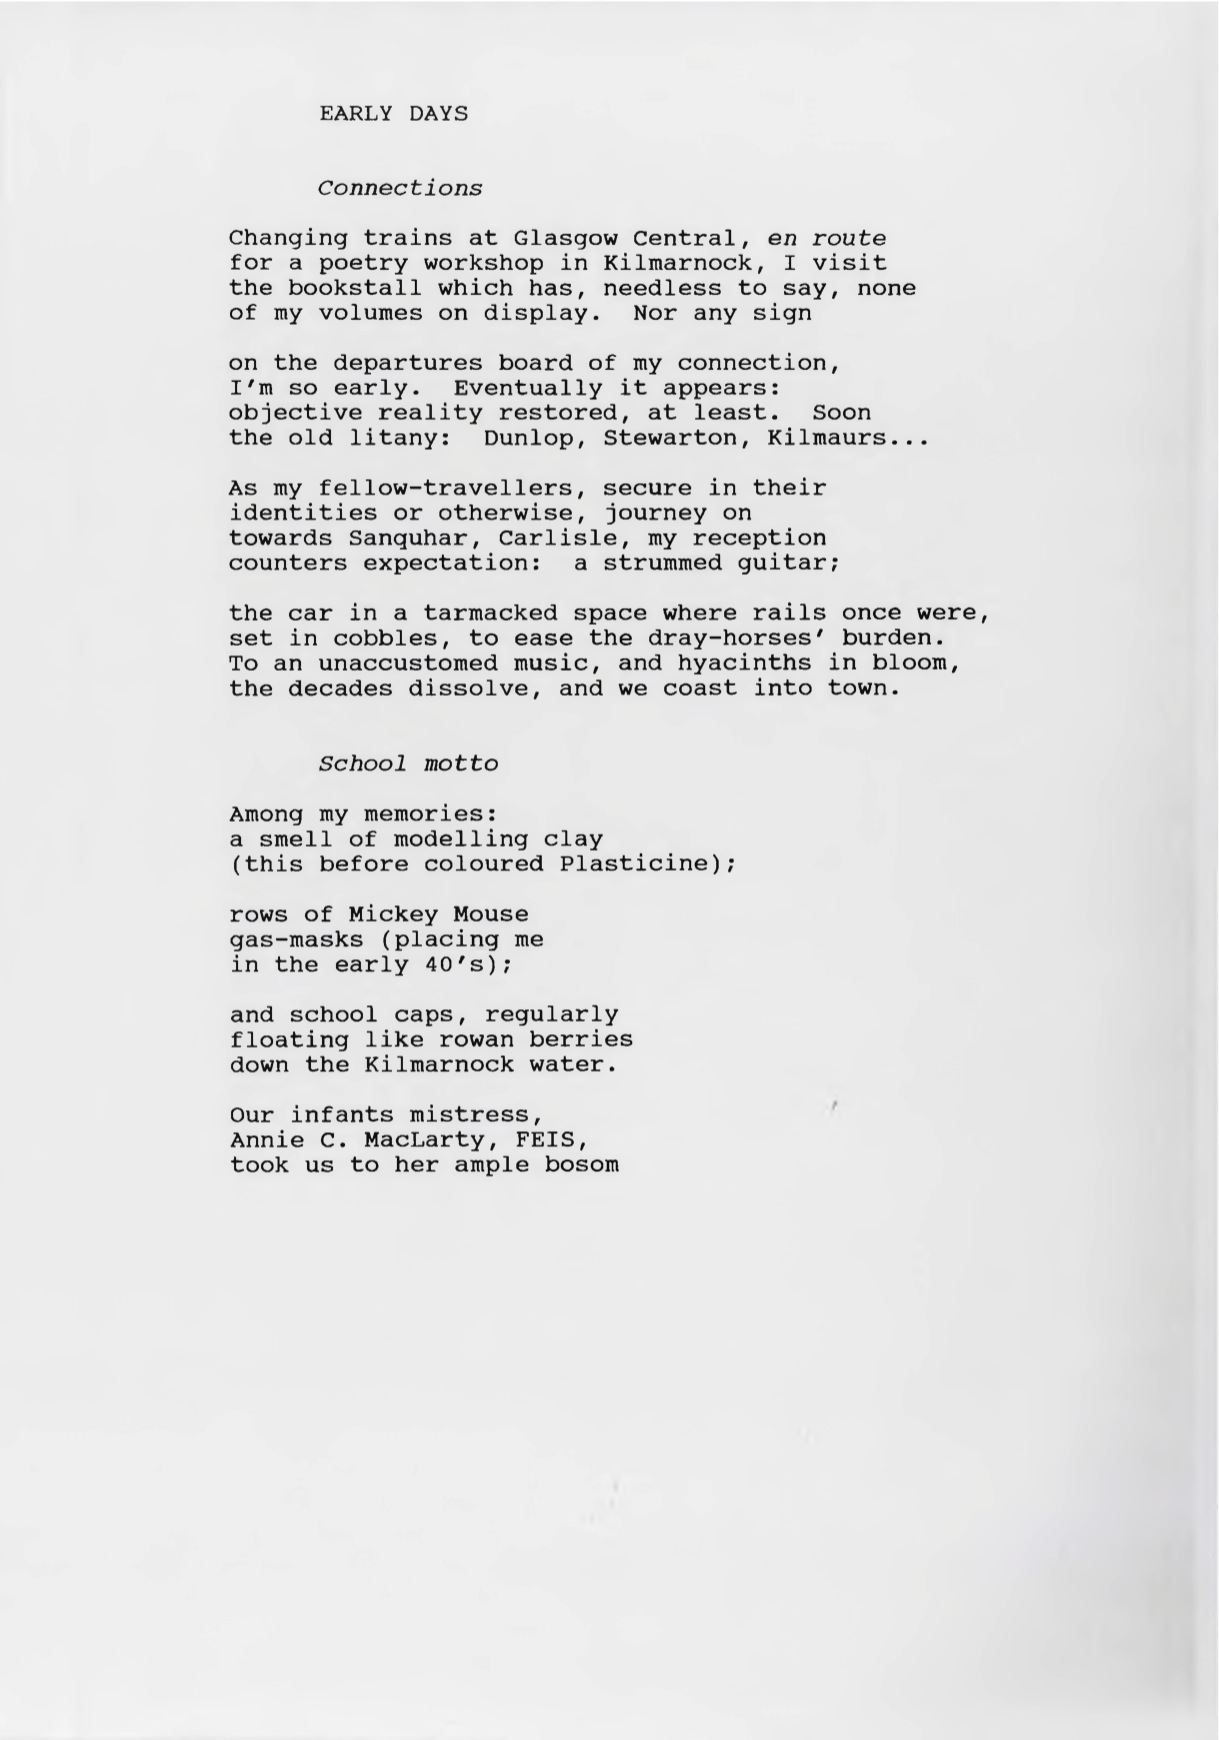 EARLY DAYS
Connections
Changing trains at Glasgow Central, en route
for a poetry workshop in Kilmarnock, I visit
the bookstall which has, needless to say, none
of my volumes on display.  Nor any sign
on the departures board of my connection,
I'm so early.  Eventually it appears:
objective reality restored, at least.  Soon
the old litany:  Dunlop, Stewarton, Kilmaurs...
As my fellow-travellers, secure in their
identities or otherwise, journey on
towards Sanquhar, Carlisle, my reception
counters expectation:  a strummed guitar;
the car in a tarmacked space where rails once were,
set in cobbles, to ease the dray-horses' burden.
To an unaccustomed music, and hyacinths in bloom,
the decades dissolve, and we coast into town.
School motto
Among my memories:
a smell of modelling clay
(this before coloured Plasticine);
rows of Mickey Mouse
gas-masks (placing me
in the early 40's);
and school caps, regularly
floating like rowan berries
down the Kilmarnock water.
Our infants mistress,
Annie C. MacLarty, FEIS,
took us to her ample bosom